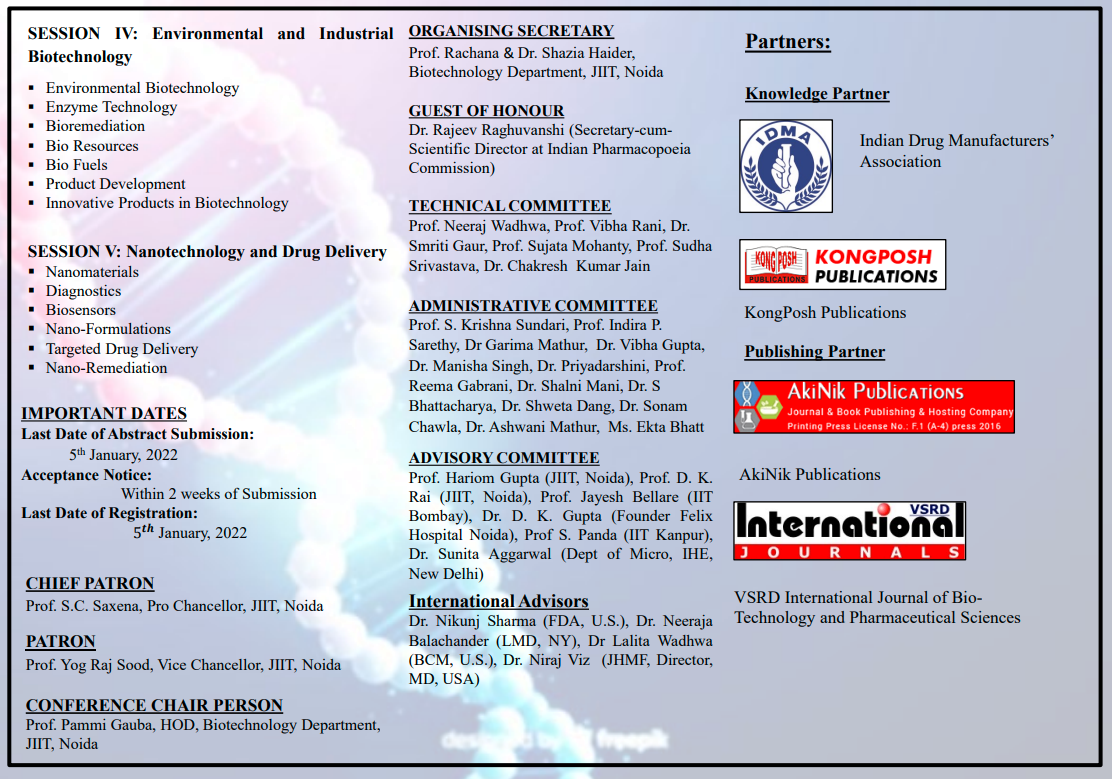 SESSION IV: Environmental and Industrial
Biotechnology
▪ Environmental Biotechnology
▪ Enzyme Technology
▪ Bioremediation
▪ Bio Resources
▪ Bio Fuels
▪ Product Development
▪ Innovative Products in Biotechnology
SESSION V: Nanotechnology and Drug Delivery
▪ Nanomaterials
▪ Diagnostics
▪ Biosensors
▪ Nano-Formulations
▪ Targeted Drug Delivery
▪ Nano-Remediation
IMPORTANT DATES
Last Date of Abstract Submission:
5th January, 2022
Acceptance Notice:
Within 2 weeks of Submission
Last Date of Registration:
5th January, 2022
CHIEF PATRON
Prof. S.C. Saxena, Pro Chancellor, JIIT, Noida
PATRON
Prof. Yog Raj Sood, Vice Chancellor, JIIT, Noida
CONFERENCE CHAIR PERSON
Prof. Pammi Gauba, HOD, Biotechnology Department,
JIIT, Noida
ORGANISING SECRETARY
Prof. Rachana & Dr. Shazia Haider,
Biotechnology Department, JIIT, Noida
GUEST OF HONOUR
Dr. Rajeev Raghuvanshi (Secretary-cum-
Scientific Director at Indian Pharmacopoeia
Commission)
TECHNICAL COMMITTEE
Prof. Neeraj Wadhwa, Prof. Vibha Rani, Dr.
Smriti Gaur, Prof. Sujata Mohanty, Prof. Sudha
Srivastava, Dr. Chakresh Kumar Jain
ADMINISTRATIVE COMMITTEE
Prof. S. Krishna Sundari, Prof. Indira P.
Sarethy, Dr Garima Mathur, Dr. Vibha Gupta,
Dr. Manisha Singh, Dr. Priyadarshini, Prof.
Reema Gabrani, Dr. Shalni Mani, Dr. S
Bhattacharya, Dr. Shweta Dang, Dr. Sonam
Chawla, Dr. Ashwani Mathur, Ms. Ekta Bhatt
ADVISORY COMMITTEE
Prof. Hariom Gupta (JIIT, Noida), Prof. D. K.
Rai (JIIT, Noida), Prof. Jayesh Bellare (IIT
Bombay), Dr. D. K. Gupta (Founder Felix
Hospital Noida), Prof S. Panda (IIT Kanpur),
Dr. Sunita Aggarwal (Dept of Micro, IHE,
New Delhi)
International Advisors
Dr. Nikunj Sharma (FDA, U.S.), Dr. Neeraja
Balachander (LMD, NY), Dr Lalita Wadhwa
(BCM, U.S.), Dr. Niraj Viz (JHMF, Director,
MD, USA)
designed by freepik
Partners:
Knowledge Partner
IDMA
Indian Drug Manufacturers'
Association
KONG POSH
PUBLICATIONS
KONGPOSH
PUBLICATIONS
KongPosh Publications
Publishing Partner
AkiNik Publications
Journal & Book Publishing & Hosting Company
Printing Press License No.: F.1 (A-4) press 2016
AkiNik Publications
VSRD
International
JOURNALS
VSRD International Journal of Bio-
Technology and Pharmaceutical Sciences